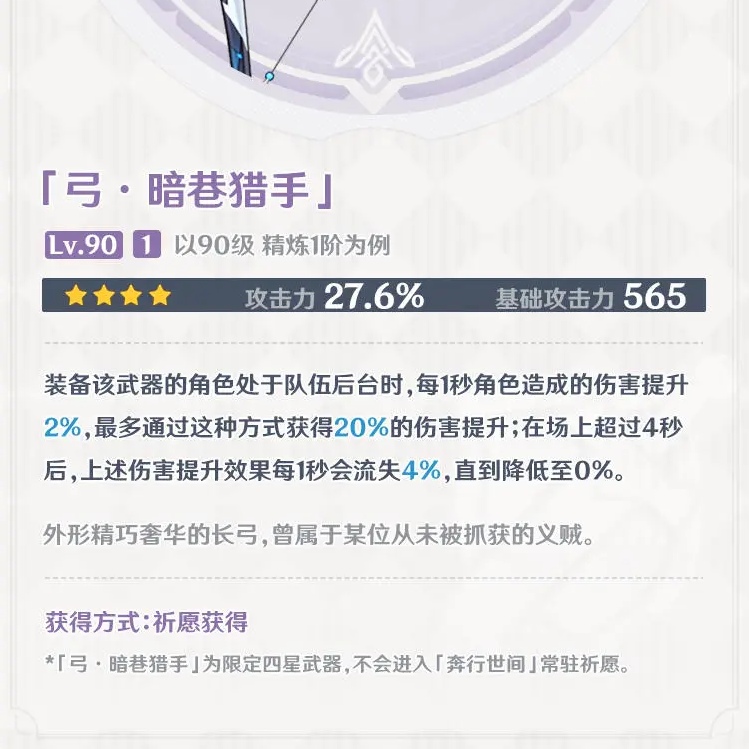 「弓·暗巷猎手」
Lv.90 1 以90级 精炼1阶为例
★★★★ 攻击力 27.6% 基础攻击力 565
装备该武器的角色处于队伍后台时,每1秒角色造成的伤害提升
2%,最多通过这种方式获得20%的伤害提升;在场上超过4秒
后,上述伤害提升效果每1秒会流失4%,直到降低至0%。
外形精巧奢华的长弓,曾属于某位从未被抓获的义贼。
获得方式:祈愿获得
*「弓·暗巷猎手」为限定四星武器,不会进入「奔行世间」常驻祈愿。